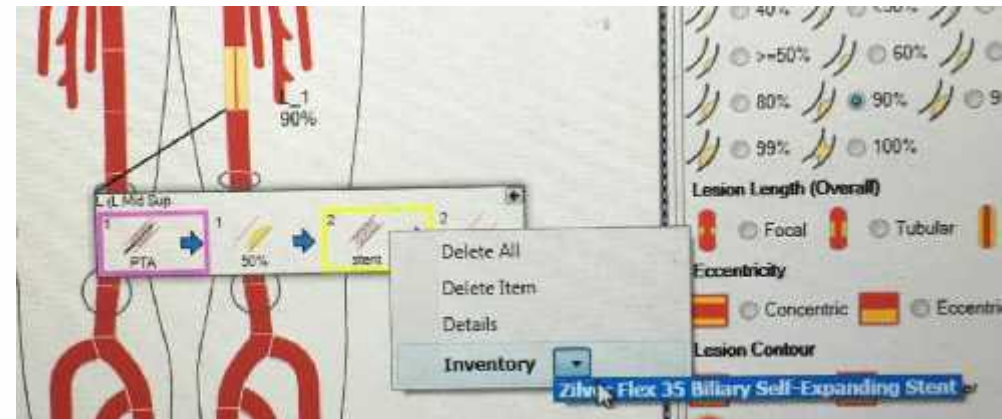 40%
<50%
>=50%
60%
L_1
90%
80%
90%
9
99%
100%
Lesion Length (Overall)
L (L Mid Sup
1
1
2
2
PTA
50%
stent
Focal
Tubular
Eccentricity
Concentric
Eccentric
Lesion Contour
Delete All
Delete Item
Details
Inventory
Flex 35 Biliary Self-Expanding Stent